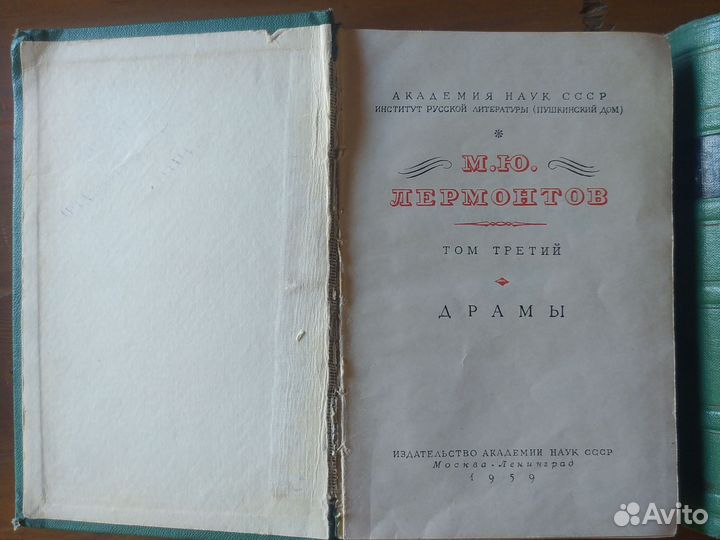 АКАДЕМИЯ НАУК СССР
ИНСТИТУТ РУССКОЙ ЛИТЕРАТУРЫ (ПУШКИНСКИЙ ДОМ)
*
М.Ю.
ЛЕРМОНТОВ
ТОМ ТРЕТИЙ
ДРАМЫ
ИЗДАТЕЛЬСТВО АКАДЕМИИ НАУК СССР
Москва - Ленинград
1959
Avito